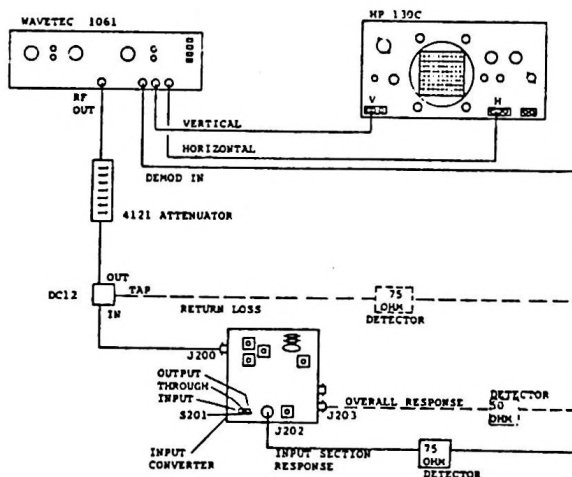 WAVETEC 1061
HP 130C
RF
OUT
V
H
VERTICAL
HORIZONTAL
DEMOD IN
4121 ATTENUATOR
OUT
DC12
TAP
IN
RETURN LOSS
75
OHM
DETECTOR
J200
OUTPUT
THROUGH
INPUT
S201
J202
J203
OVERALL RESPONSE
DETECTOR
50
OHM
INPUT
CONVERTER
INPUT SECTION
RESPONSE
75
OHM
DETECTOR